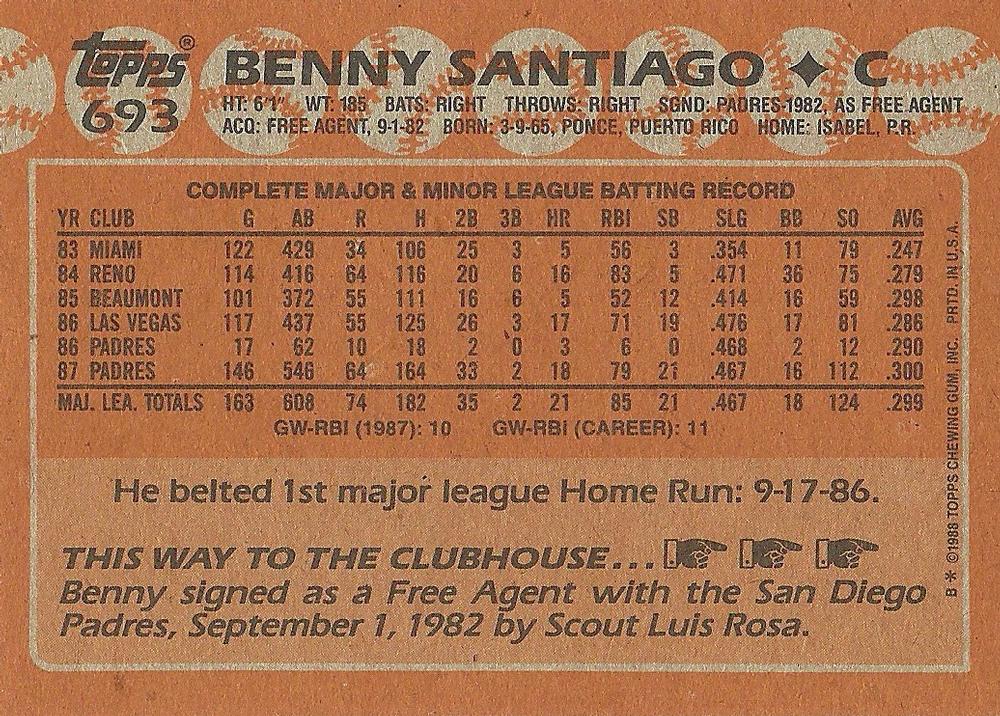 topps® BENNY SANTIAGO ♦ C
693 HT: 6'1" WT: 185 BATS: RIGHT THROWS: RIGHT SGND: PADRES-1982, AS FREE AGENT
ACQ: FREE AGENT, 9-1-82 BORN: 3-9-65, PONCE, PUERTO RICO HOME: ISABEL, P.R.
COMPLETE MAJOR & MINOR LEAGUE BATTING RECORD
YR CLUB G AB R H 2B 3B HR RBI SB SLG BB SO AVG
83 MIAMI 122 429 34 106 25 3 5 56 3 .354 11 79 .247
84 RENO 114 416 64 116 20 6 16 83 5 .471 36 75 .279
85 BEAUMONT 101 372 55 111 16 6 5 52 12 .414 16 59 .298
86 LAS VEGAS 117 437 55 125 26 3 17 71 19 .476 17 81 .286
86 PADRES 17 62 10 18 2 0 3 6 0 .468 2 12 .290
87 PADRES 146 546 64 164 33 2 18 79 21 .467 16 112 .300
MAJ. LEA. TOTALS 163 608 74 182 35 2 21 85 21 .467 18 124 .299
GW-RBI (1987): 10 GW-RBI (CAREER): 11
He belted 1st major league Home Run: 9-17-86.
THIS WAY TO THE CLUBHOUSE...
Benny signed as a Free Agent with the San Diego
Padres, September 1, 1982 by Scout Luis Rosa.
B* ©1988 TOPPS CHEWING GUM, INC. PRTD. IN U.S.A.